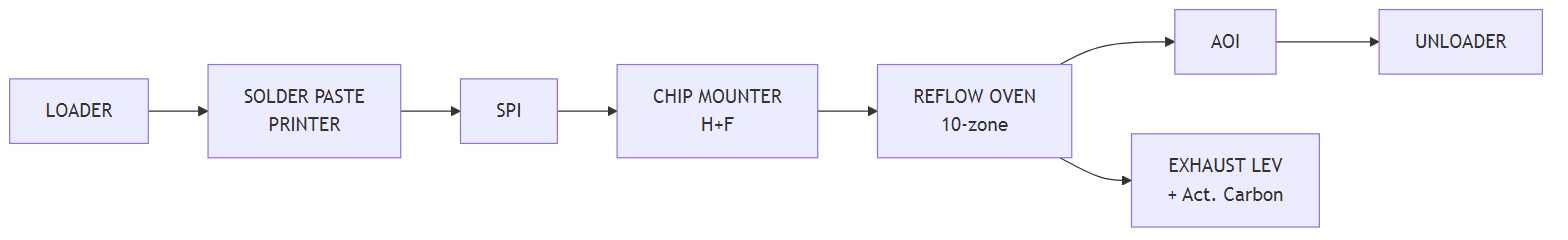 LOADER
SOLDER PASTE
PRINTER
SPI
CHIP MOUNTER
H+F
REFLOW OVEN
10-zone
AOI
UNLOADER
EXHAUST LEV
+ Act. Carbon